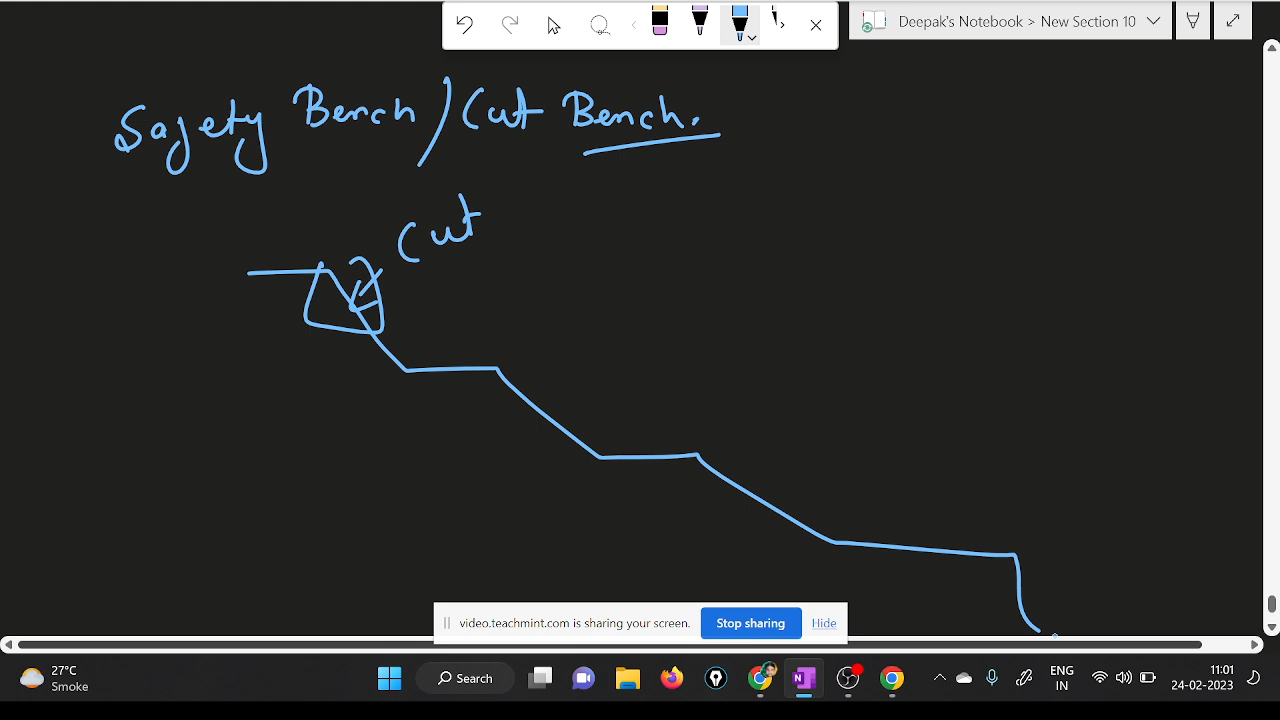 Deepak's Notebook > New Section 10
Safety Bench / Cut Bench.
Cut
video.teachmint.com is sharing your screen. Stop sharing Hide
27°C
Smoke
Search
ENG
IN
11:01
24-02-2023